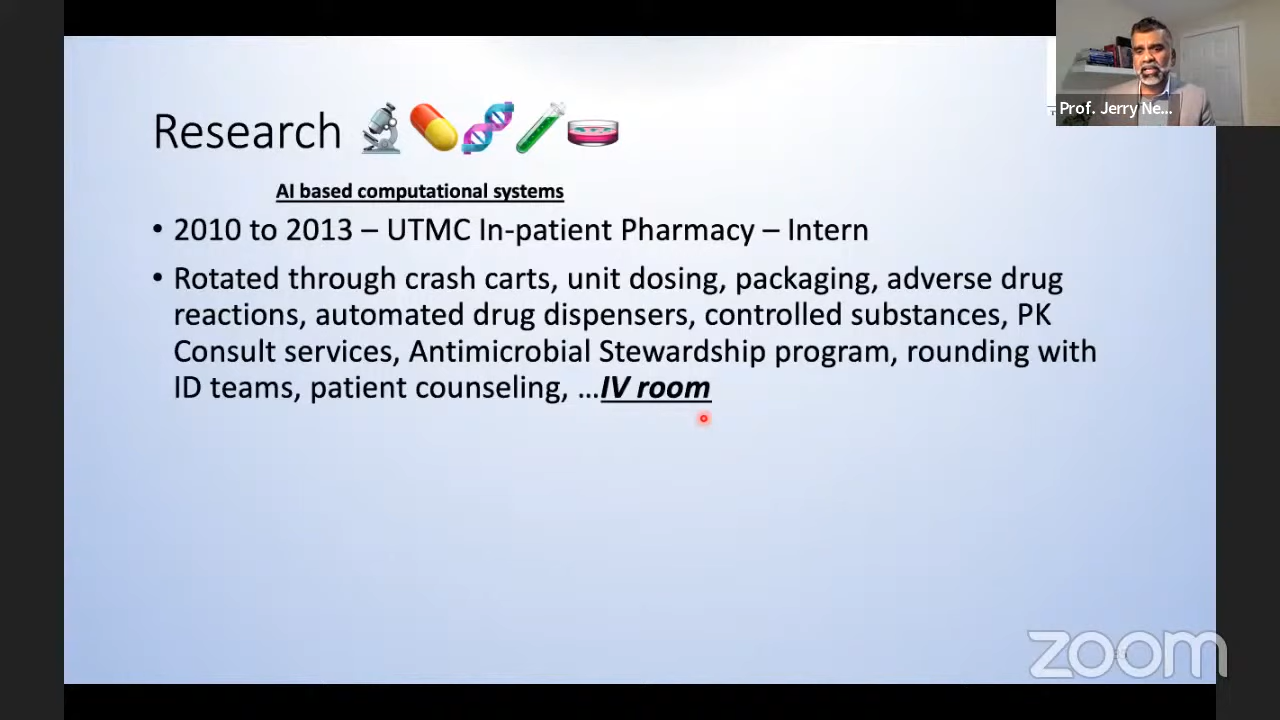 Prof. Jerry Ne...
Research
AI based computational systems
• 2010 to 2013 – UTMC In-patient Pharmacy – Intern
• Rotated through crash carts, unit dosing, packaging, adverse drug
reactions, automated drug dispensers, controlled substances, PK
Consult services, Antimicrobial Stewardship program, rounding with
ID teams, patient counseling, …IV room
zoom